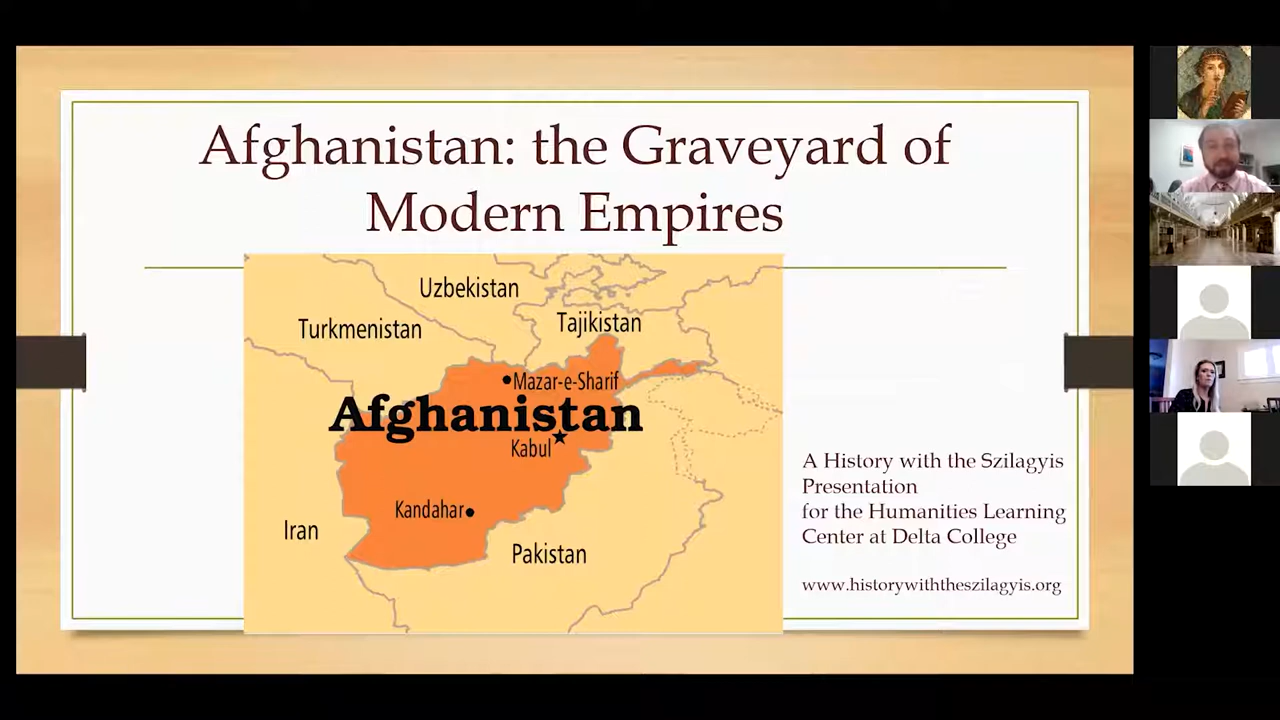 Afghanistan: the Graveyard of
Modern Empires
Uzbekistan
Tajikistan
Turkmenistan
Mazar-e-Sharif
Afghanistan
Kabul
Kandahar
Iran
Pakistan
A History with the Szilagyis
Presentation
for the Humanities Learning
Center at Delta College
www.historywiththeszilagyis.org